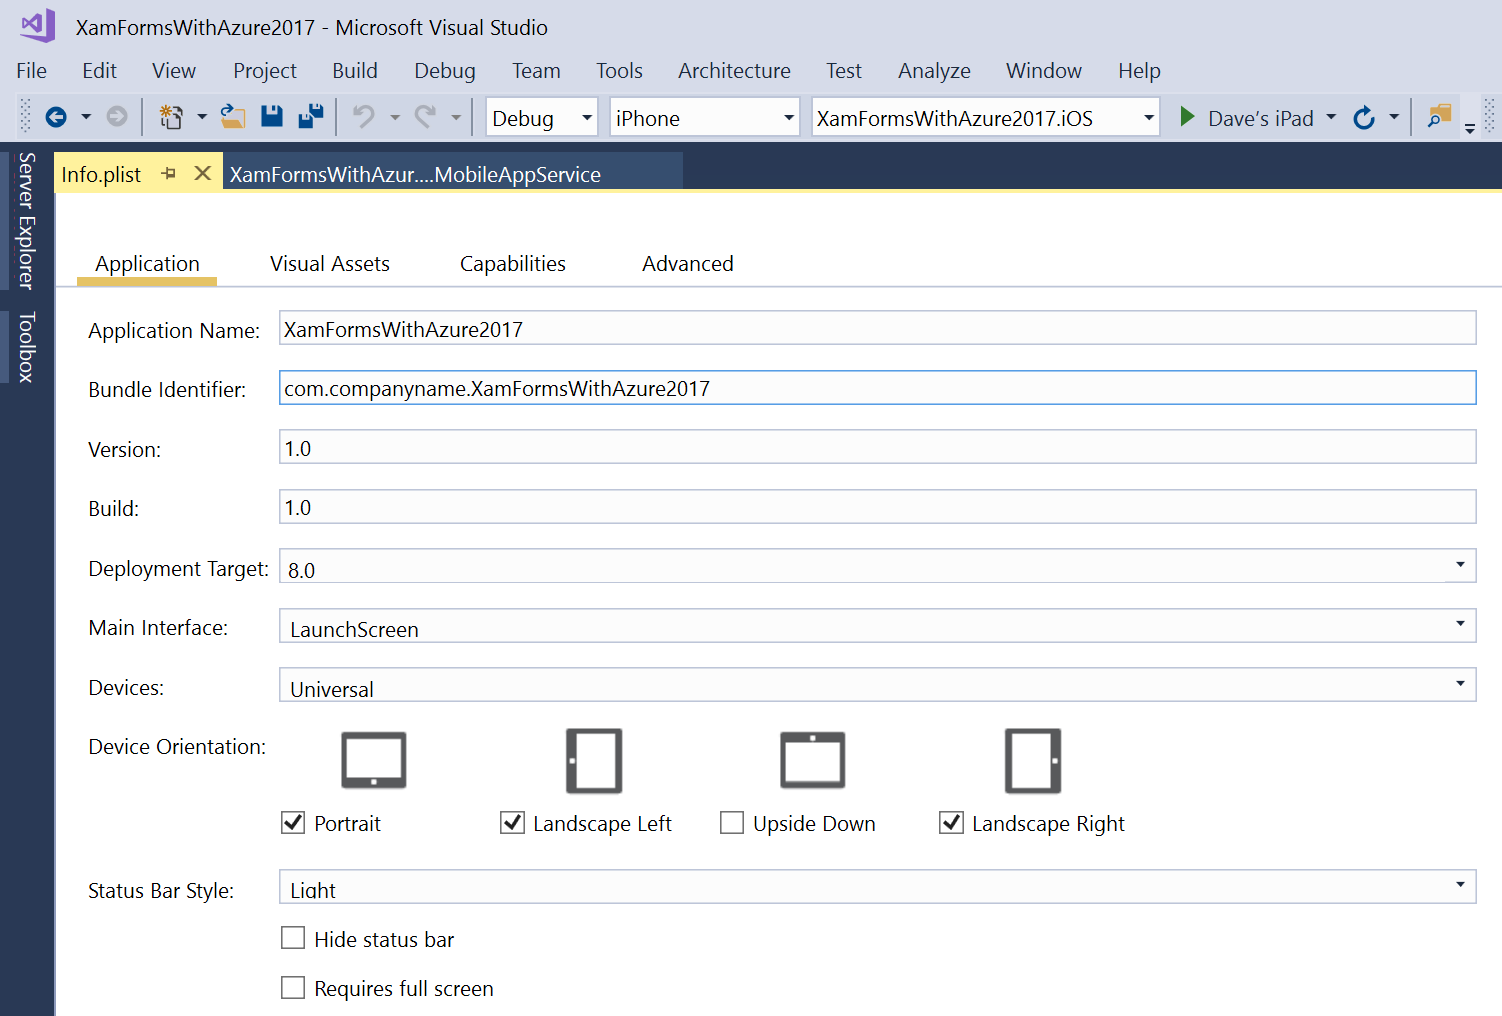 XamFormsWithAzure2017 - Microsoft Visual Studio
File Edit View Project Build Debug Team Tools Architecture Test Analyze Window Help
Debug iPhone XamFormsWithAzure2017.iOS Dave's iPad
Server Explorer
Toolbox
Info.plist XamFormsWithAzur....MobileAppService
Application Visual Assets Capabilities Advanced
Application Name: XamFormsWithAzure2017
Bundle Identifier: com.companyname.XamFormsWithAzure2017
Version: 1.0
Build: 1.0
Deployment Target: 8.0
Main Interface: LaunchScreen
Devices: Universal
Device Orientation:
Portrait Landscape Left Upside Down Landscape Right
Status Bar Style: Light
Hide status bar
Requires full screen